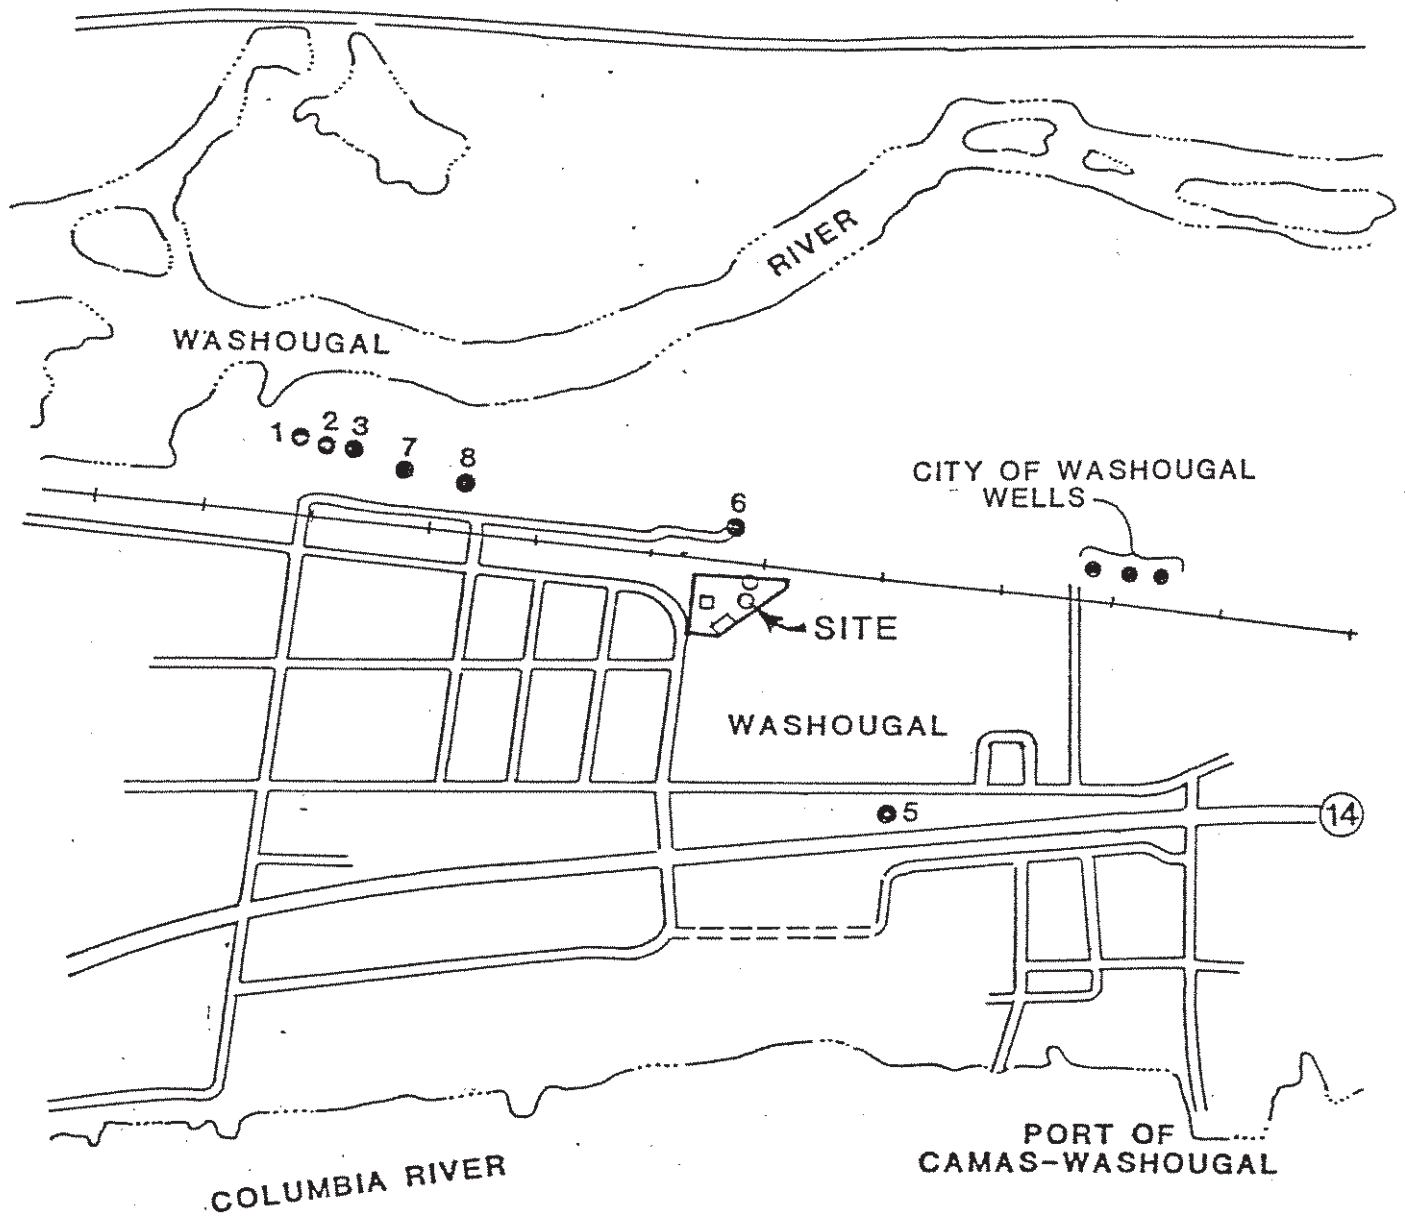 RIVER
WASHOUGAL
1
2
3
7
8
6
CITY OF WASHOUGAL
WELLS
SITE
WASHOUGAL
5
14
PORT OF
CAMAS-WASHOUGAL
COLUMBIA RIVER